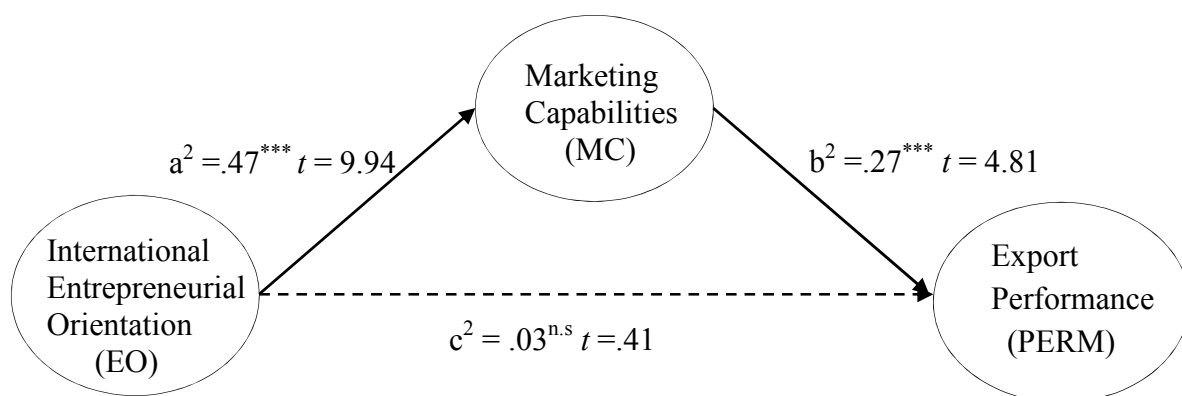 Marketing
Capabilities
(MC)
a² =.47*** t = 9.94
b² =.27*** t = 4.81
International
Entrepreneurial
Orientation
(EO)
Export
Performance
(PERM)
c² = .03ⁿ·ˢ t =.41